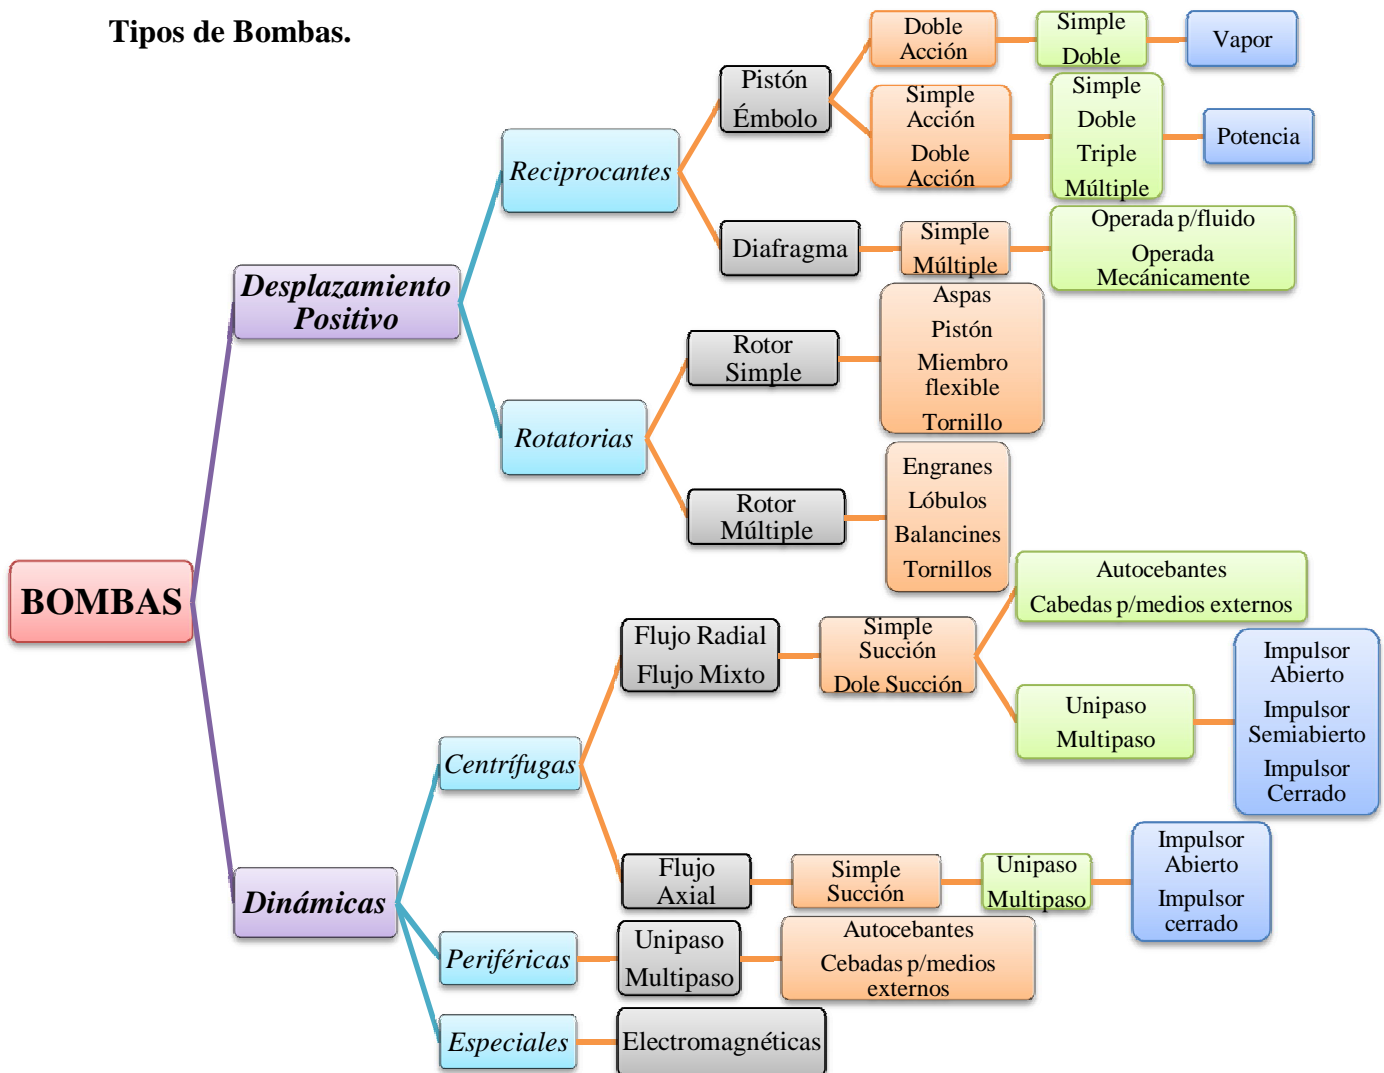 Tipos de Bombas.
BOMBAS
Desplazamiento
Positivo
Reciprocantes
Pistón
Émbolo
Doble
Acción
Simple
Doble
Vapor
Simple
Acción
Doble
Acción
Simple
Doble
Triple
Múltiple
Potencia
Diafragma
Simple
Múltiple
Operada p/fluido
Operada
Mecánicamente
Rotatorias
Rotor
Simple
Aspas
Pistón
Miembro
flexible
Tornillo
Rotor
Múltiple
Engranes
Lóbulos
Balancines
Tornillos
Dinámicas
Centrífugas
Flujo Radial
Flujo Mixto
Simple
Succión
Dole Succión
Autocebantes
Cabedas p/medios externos
Unipaso
Multipaso
Impulsor
Abierto
Impulsor
Semiabierto
Impulsor
Cerrado
Flujo
Axial
Simple
Succión
Unipaso
Multipaso
Impulsor
Abierto
Impulsor
cerrado
Periféricas
Unipaso
Multipaso
Autocebantes
Cebadas p/medios
externos
Especiales
Electromagnéticas